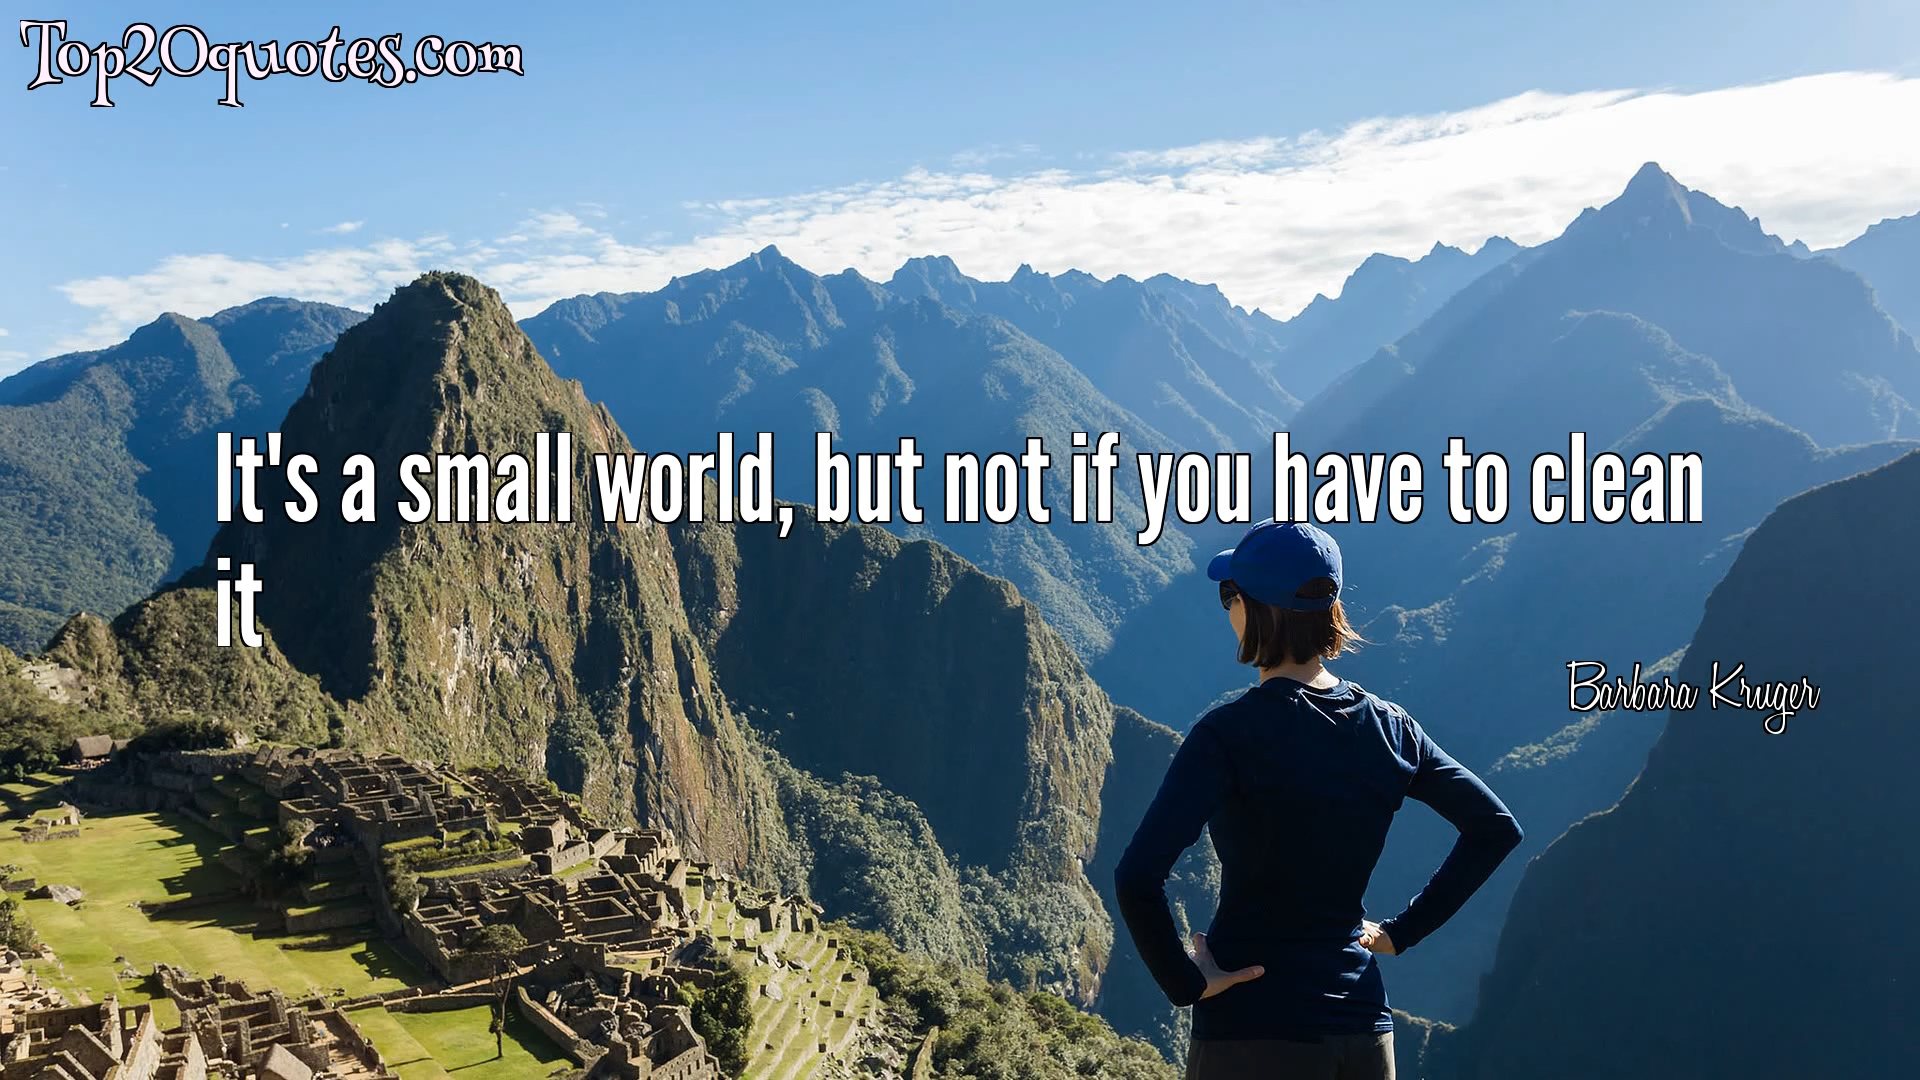 Top20quotes.com
It's a small world, but not if you have to clean
it
Barbara Kruger